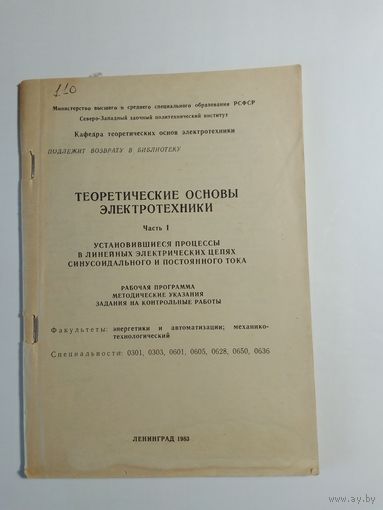 110
Министерство высшего и среднего специального образования РСФСР
Северо-Западный заочный политехнический институт
Кафедра теоретических основ электротехники
ПОДЛЕЖИТ ВОЗВРАТУ В БИБЛИОТЕКУ
ТЕОРЕТИЧЕСКИЕ ОСНОВЫ
ЭЛЕКТРОТЕХНИКИ
Часть I
УСТАНОВИВШИЕСЯ ПРОЦЕССЫ
В ЛИНЕЙНЫХ ЭЛЕКТРИЧЕСКИХ ЦЕПЯХ
СИНУСОИДАЛЬНОГО И ПОСТОЯННОГО ТОКА
РАБОЧАЯ ПРОГРАММА
МЕТОДИЧЕСКИЕ УКАЗАНИЯ
ЗАДАНИЯ НА КОНТРОЛЬНЫЕ РАБОТЫ
Факультеты: энергетики и автоматизации; механико-
технологический
Специальности: 0301, 0303, 0601, 0605, 0628, 0650, 0636
ЛЕНИНГРАД 1983
www.ay.by